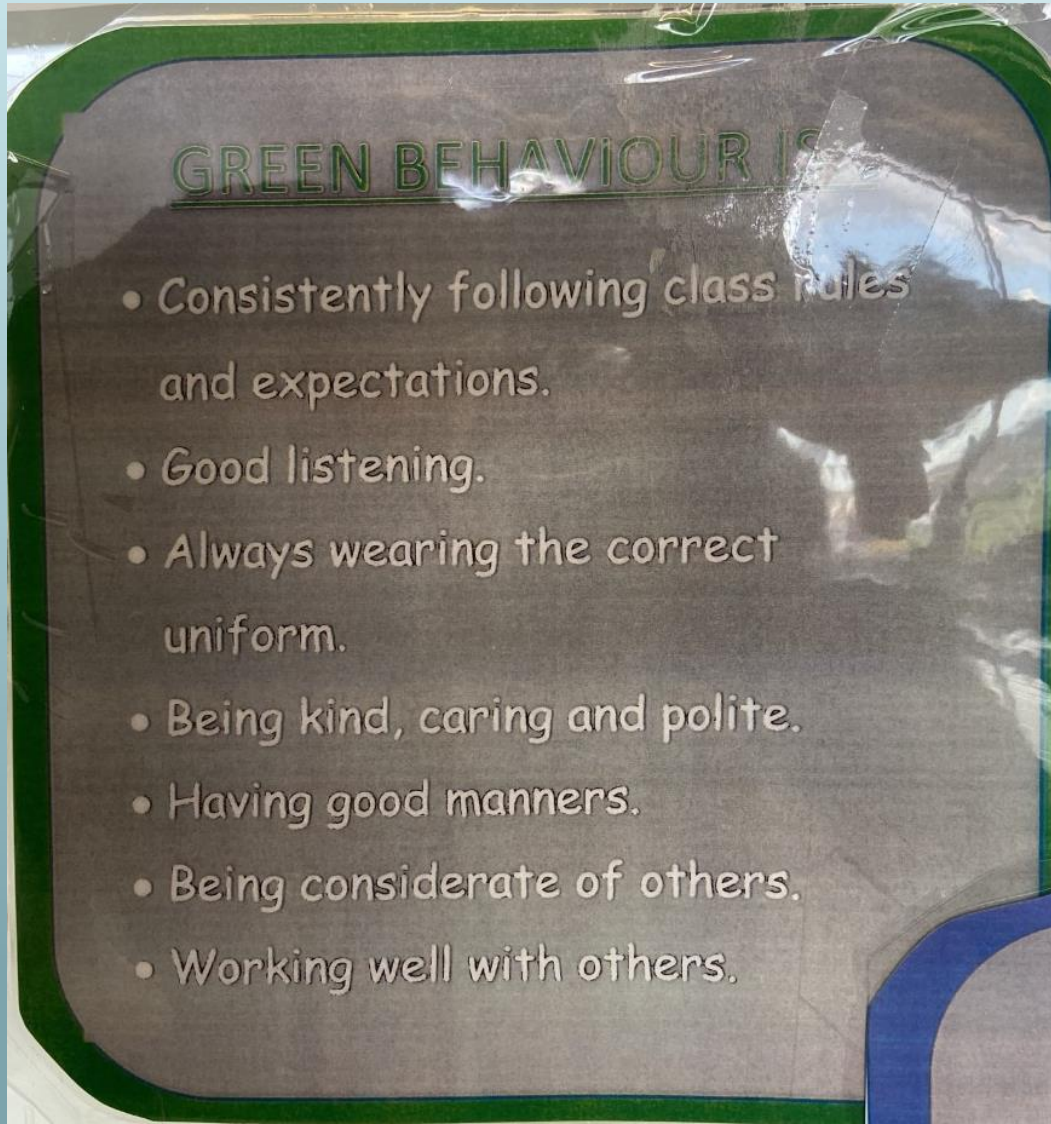 GREEN BEHAVIOUR IS
• Consistently following class rules
and expectations.
• Good listening.
• Always wearing the correct
uniform.
• Being kind, caring and polite.
• Having good manners.
• Being considerate of others.
• Working well with others.